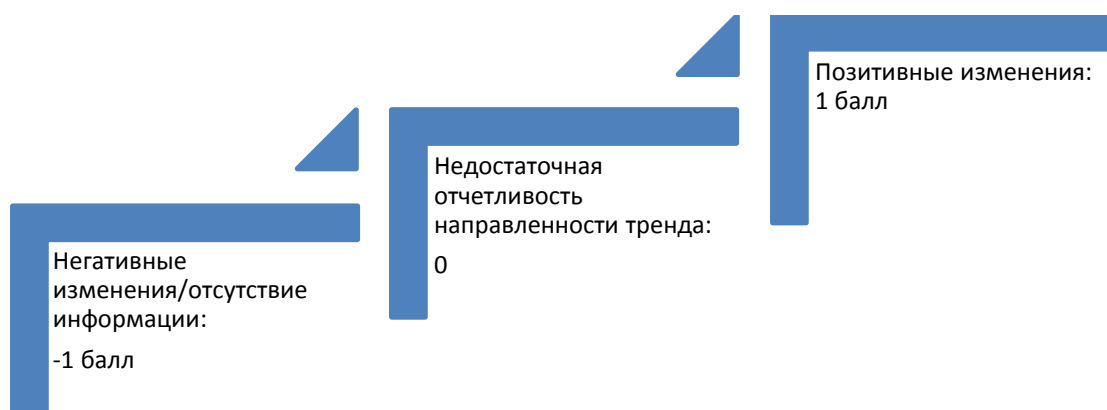 Позитивные изменения:
1 балл
Недостаточная
отчетливость
направленности тренда:
0
Негативные
изменения/отсутствие
информации:
-1 балл